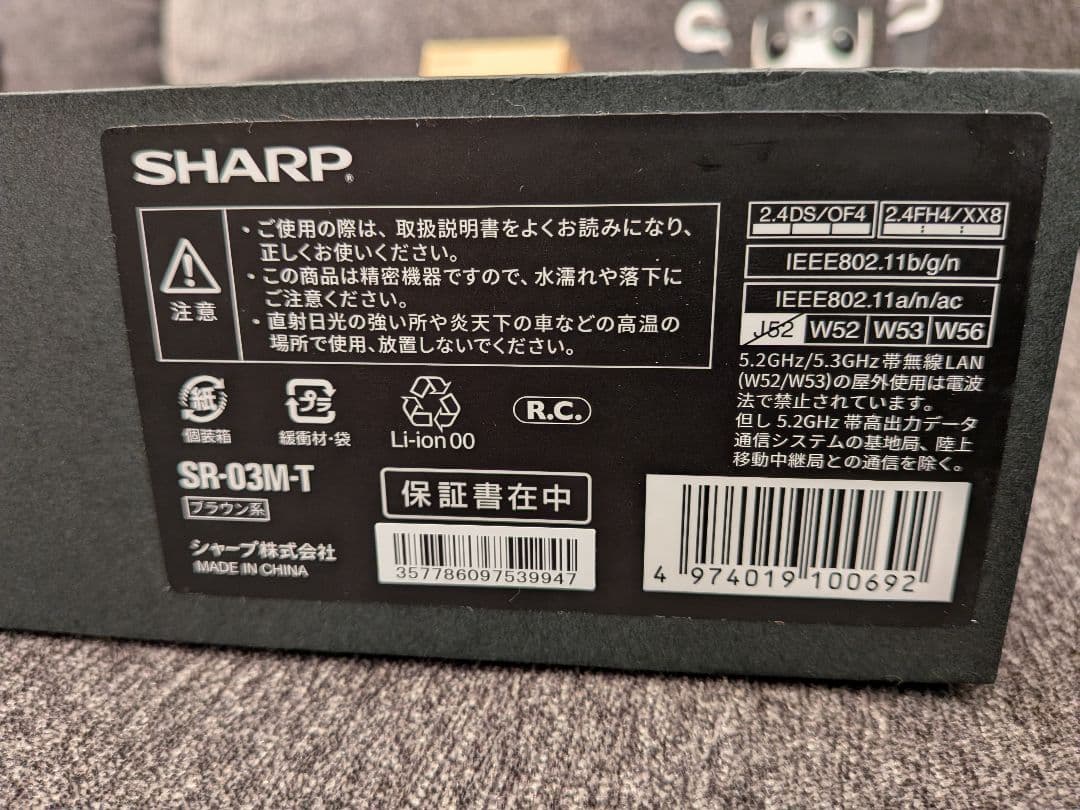 SHARP®
注意
・ご使用の際は、取扱説明書をよくお読みになり、
正しくお使いください。
・この商品は精密機器ですので、水濡れや落下に
ご注意ください。
・直射日光の強い所や炎天下の車などの高温の
場所で使用、放置しないでください。
2.4DS/OF4 2.4FH4/XX8
IEEE802.11b/g/n
IEEE802.11a/n/ac
J52 W52 W53 W56
5.2GHz/5.3GHz帯無線LAN
(W52/W53)の屋外使用は電波
法で禁止されています。
但し 5.2GHz 帯高出力データ
通信システムの基地局、陸上
移動中継局との通信を除く。
紙
個装箱
プラ
緩衝材・袋
Li-ion 00
R.C.
SR-03M-T
ブラウン系
シャープ株式会社
MADE IN CHINA
保証書在中
357786097539947
4 974019 100692